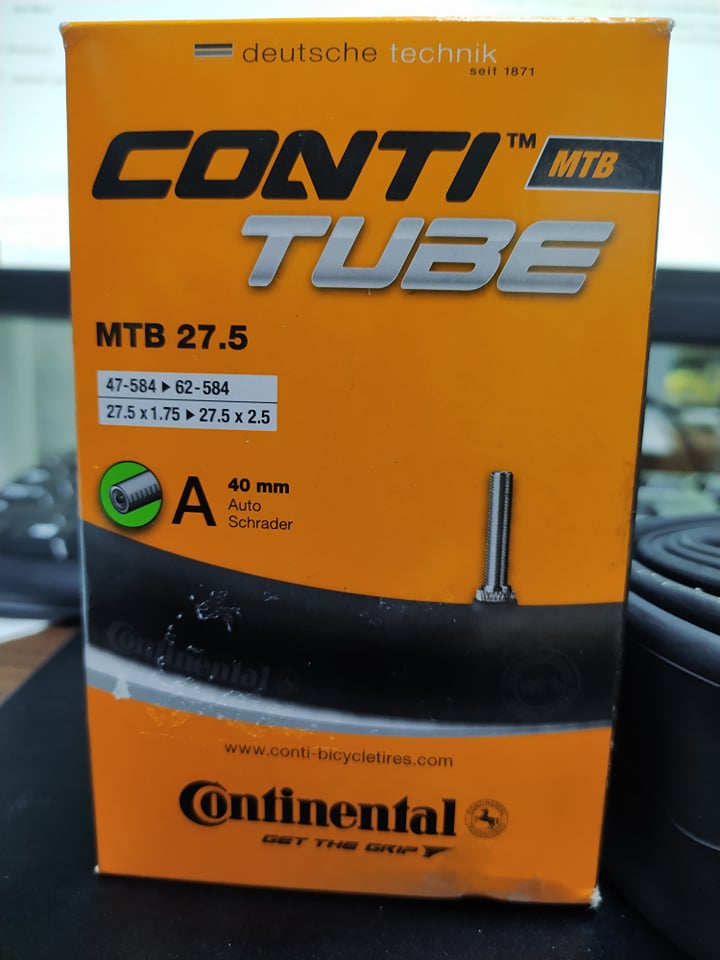 deutsche technik
seit 1871
CONTI™ MTB
TUBE
MTB 27.5
47-584 ▶ 62-584
27.5 x 1.75 ▶ 27.5 x 2.5
A
40 mm
Auto
Schrader
Continental
www.conti-bicycletires.com
Continental
GET THE GRIP